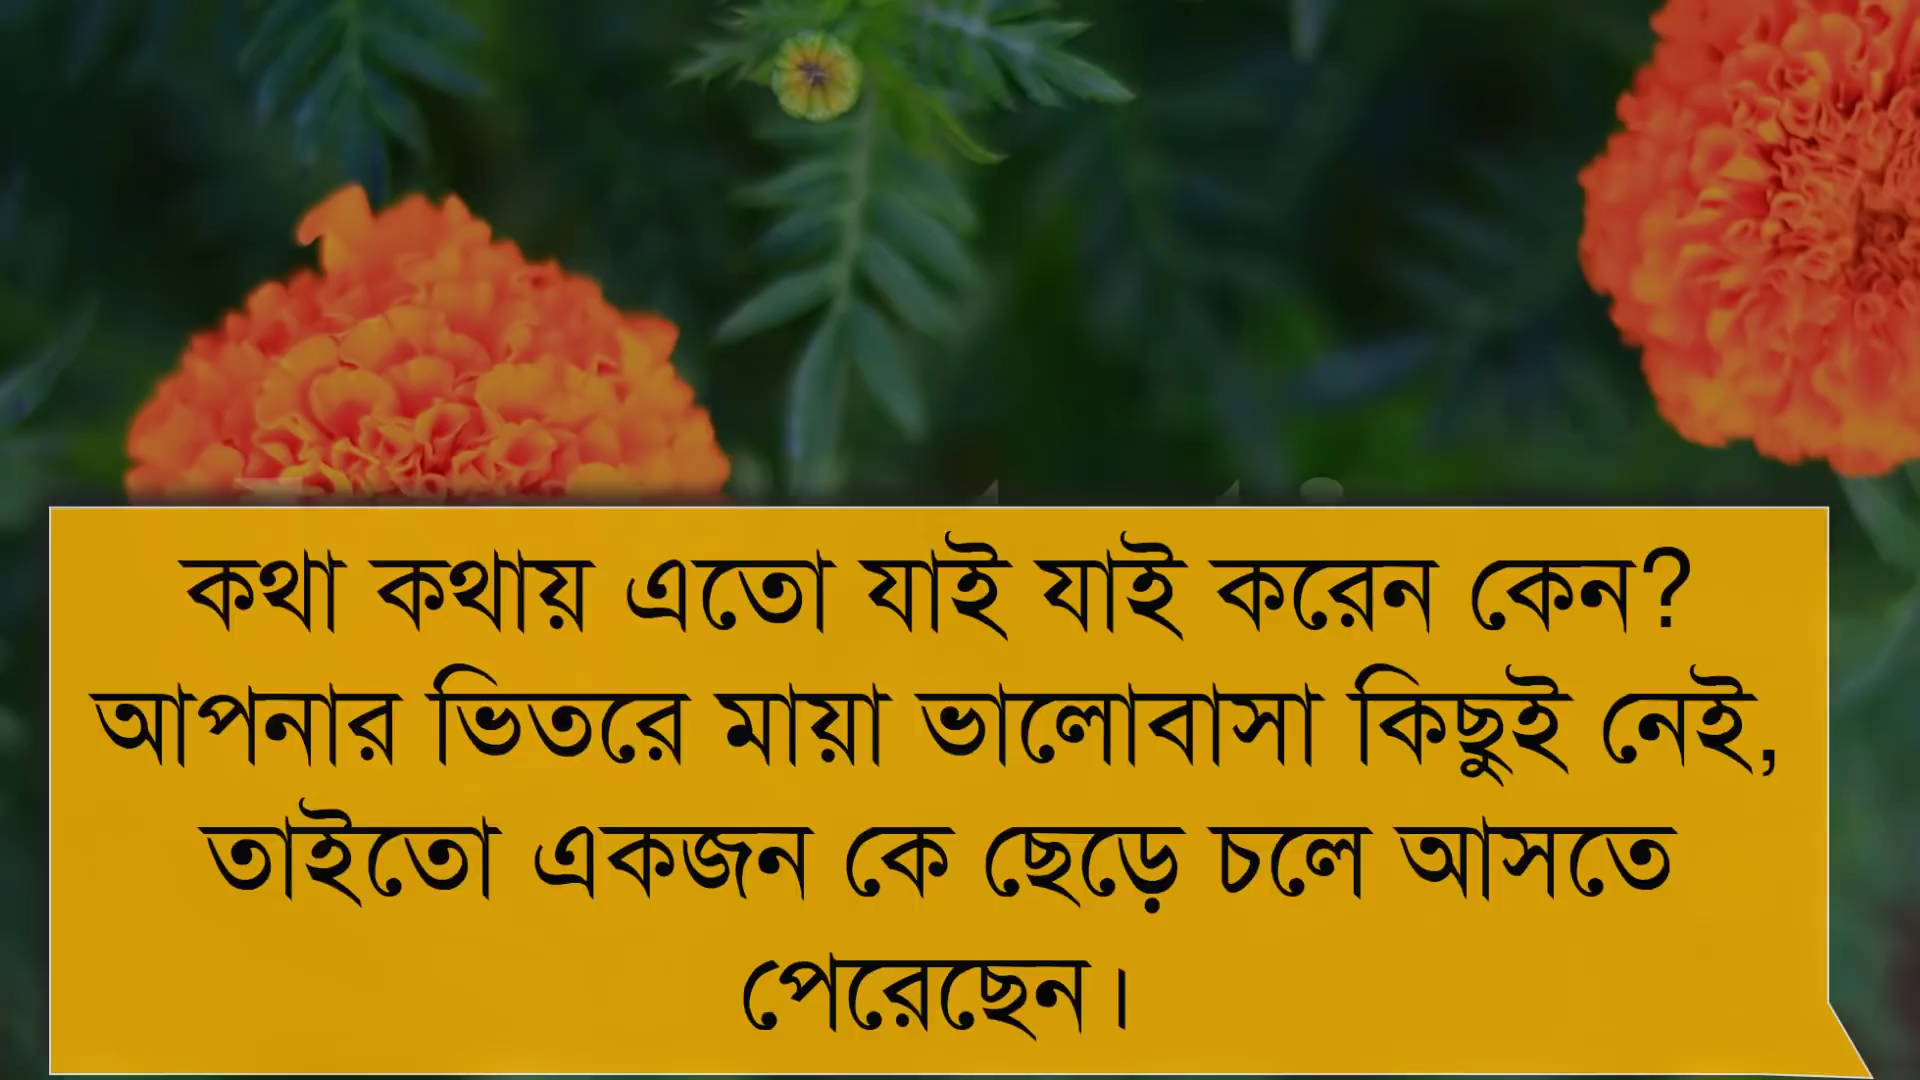 কথা কথায় এতো যাই যাই করেন কেন?
আপনার ভিতরে মায়া ভালোবাসা কিছুই নেই,
তাইতো একজন কে ছেড়ে চলে আসতে
পেরেছেন।